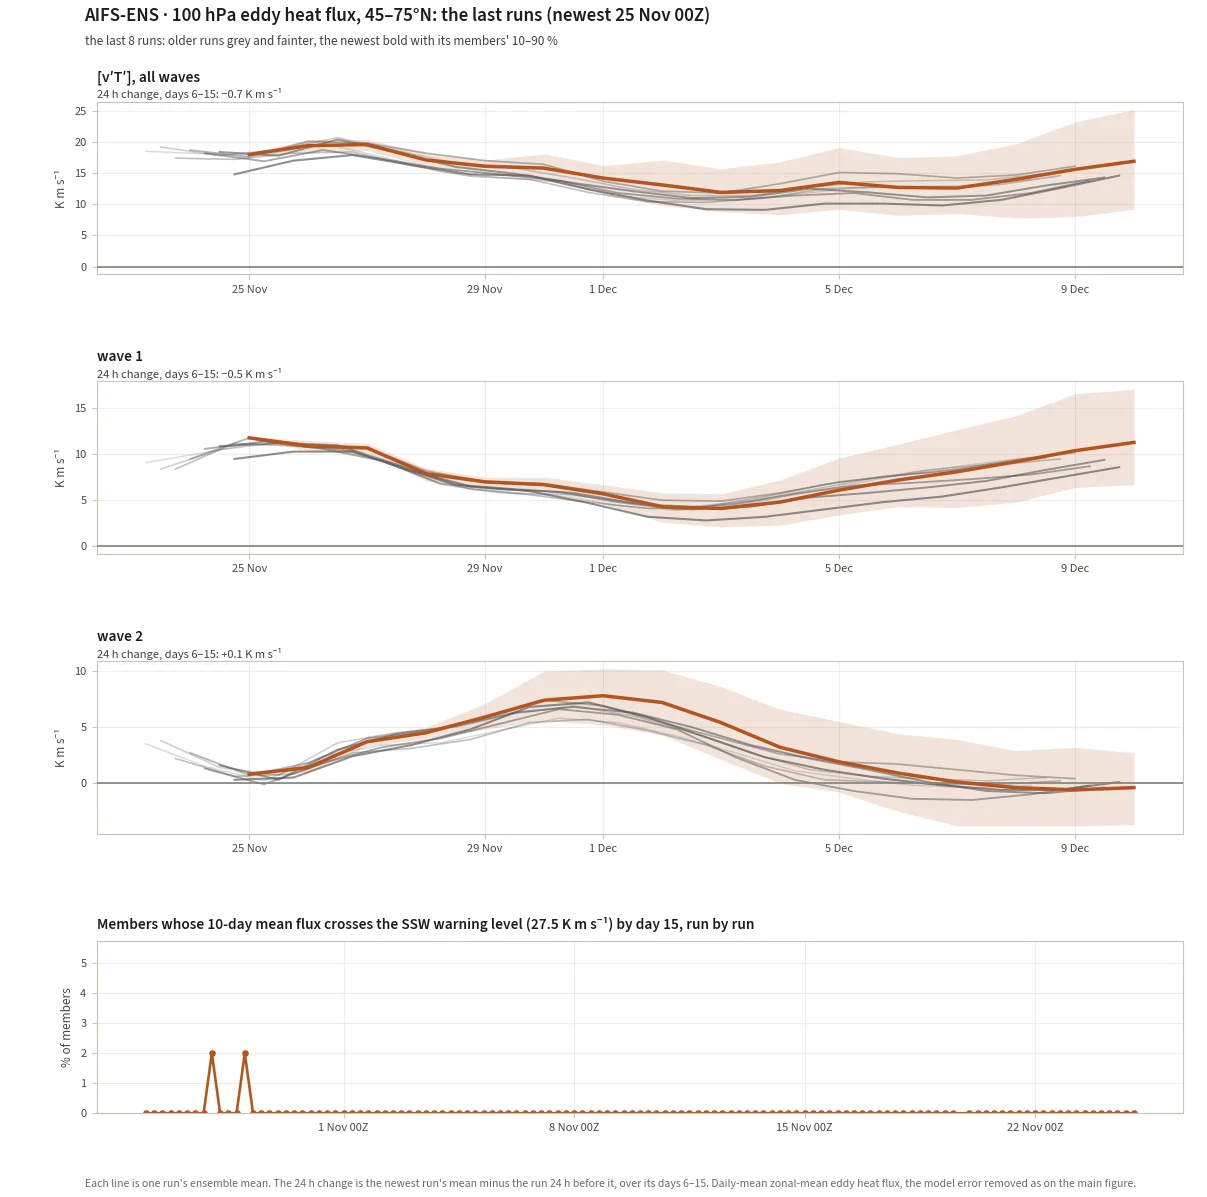 AIFS-ENS · 100 hPa eddy heat flux, 45–75°N: the last runs (newest 25 Nov 00Z)
the last 8 runs: older runs grey and fainter, the newest bold with its members' 10–90 %
[v′T′], all waves
24 h change, days 6–15: −0.7 K m s⁻¹
25
20
15
10
5
0
K m s⁻¹
25 Nov
29 Nov
1 Dec
5 Dec
9 Dec
wave 1
24 h change, days 6–15: −0.5 K m s⁻¹
15
10
5
0
K m s⁻¹
25 Nov
29 Nov
1 Dec
5 Dec
9 Dec
wave 2
24 h change, days 6–15: +0.1 K m s⁻¹
10
5
0
K m s⁻¹
25 Nov
29 Nov
1 Dec
5 Dec
9 Dec
Members whose 10-day mean flux crosses the SSW warning level (27.5 K m s⁻¹) by day 15, run by run
5
4
3
2
1
0
% of members
1 Nov 00Z
8 Nov 00Z
15 Nov 00Z
22 Nov 00Z
Each line is one run's ensemble mean. The 24 h change is the newest run's mean minus the run 24 h before it, over its days 6–15. Daily-mean zonal-mean eddy heat flux, the model error removed as on the main figure.